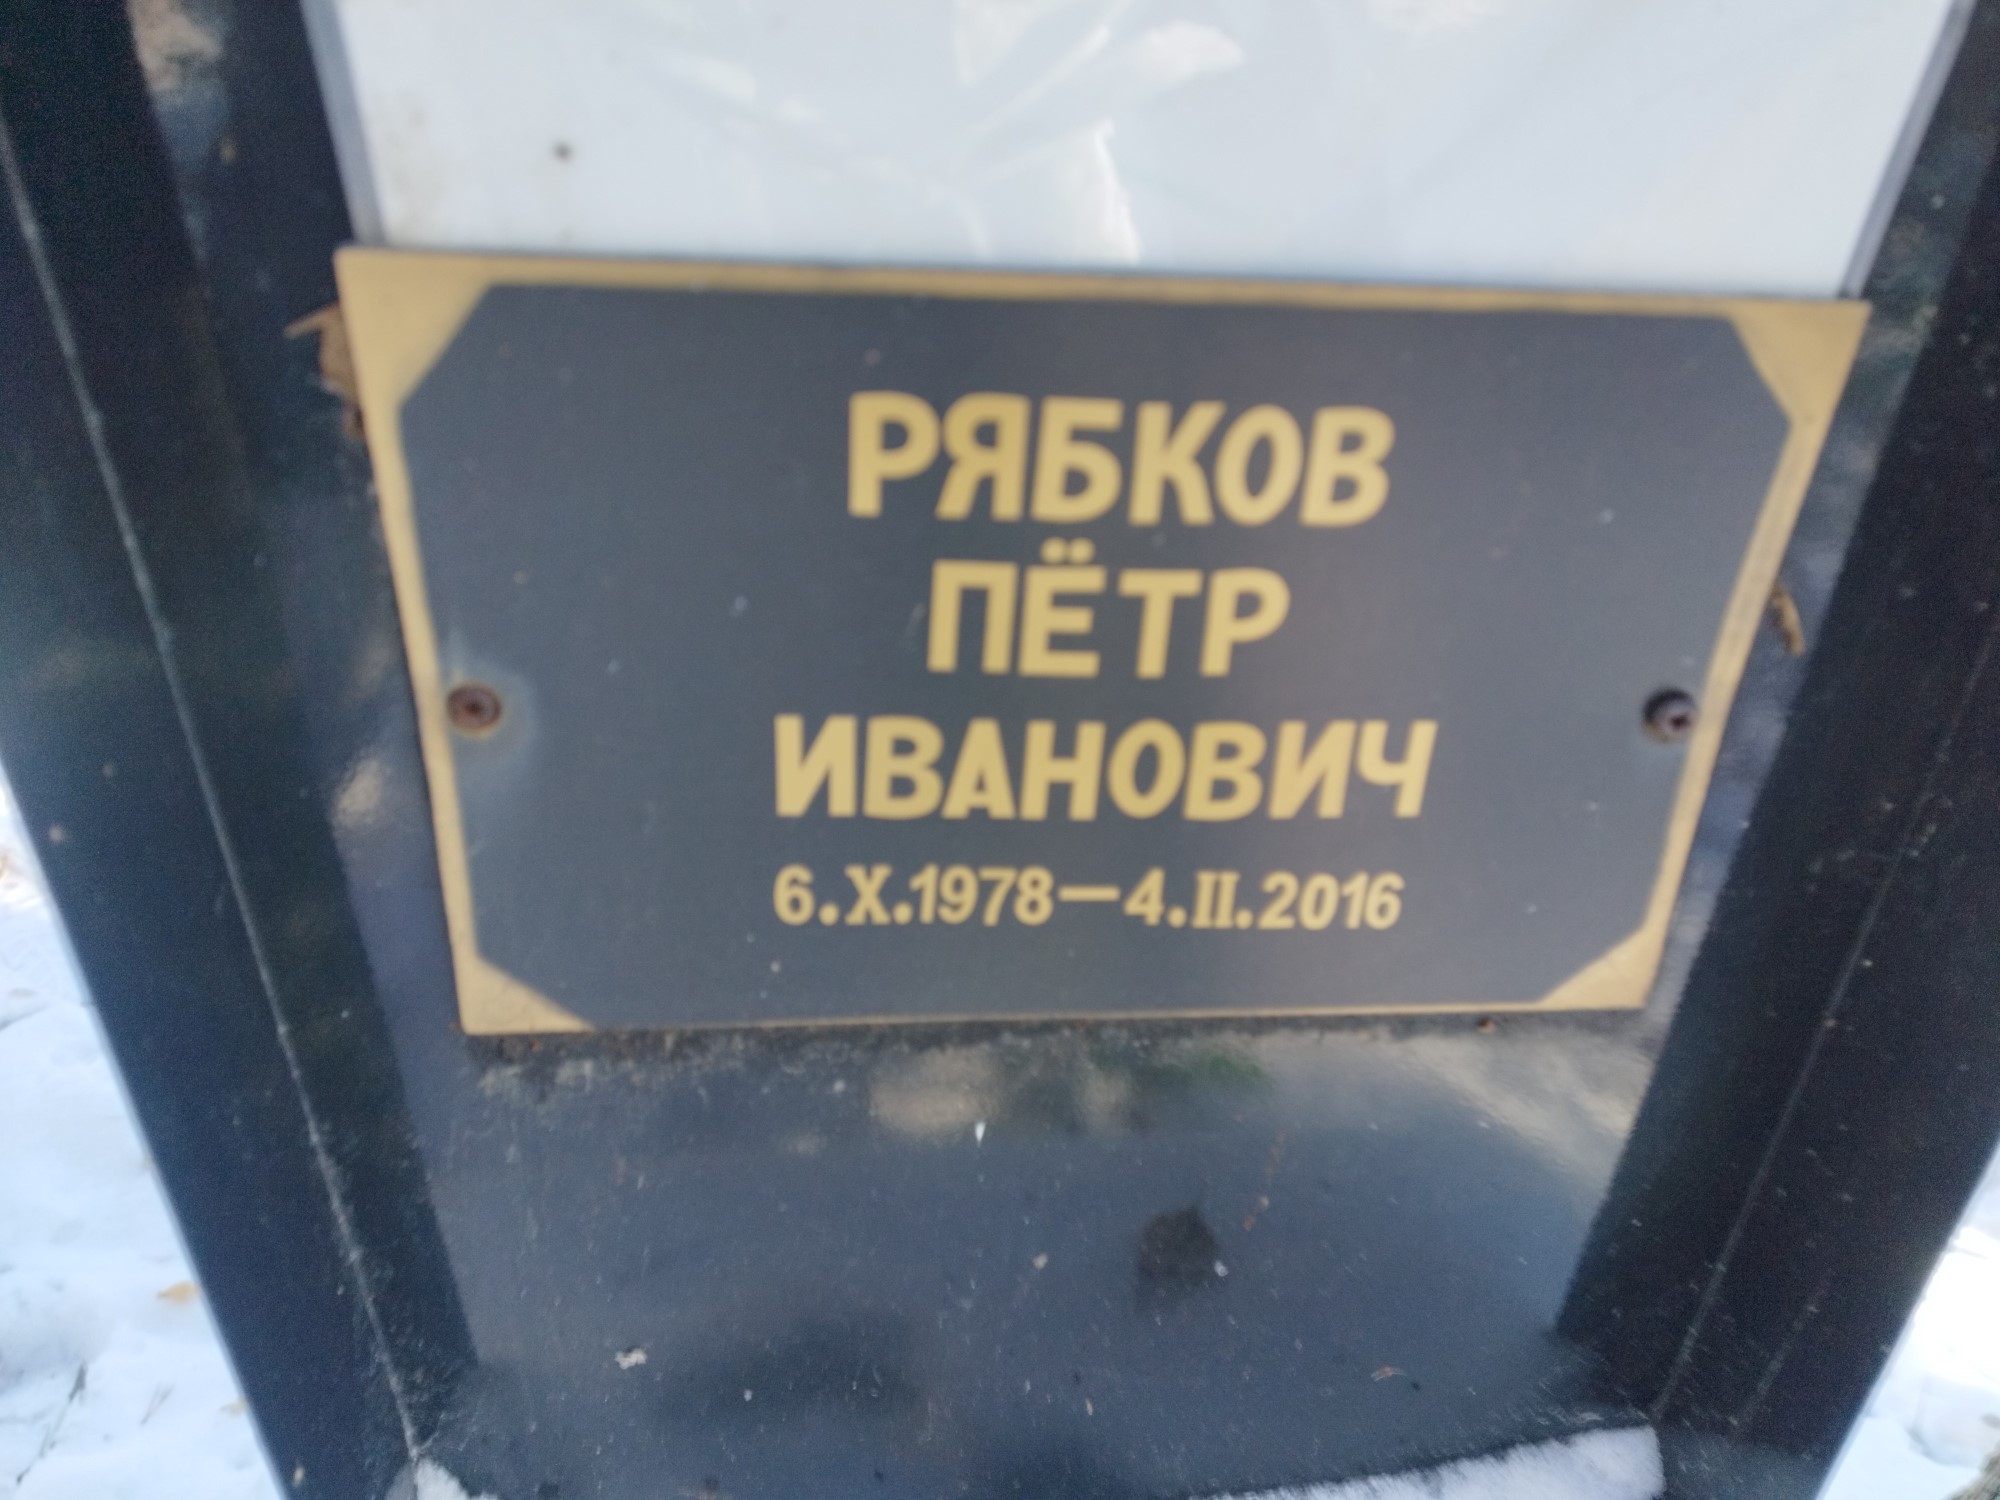 РЯБКОВ
ПЁТР
ИВАНОВИЧ
6.X.1978—4.II.2016